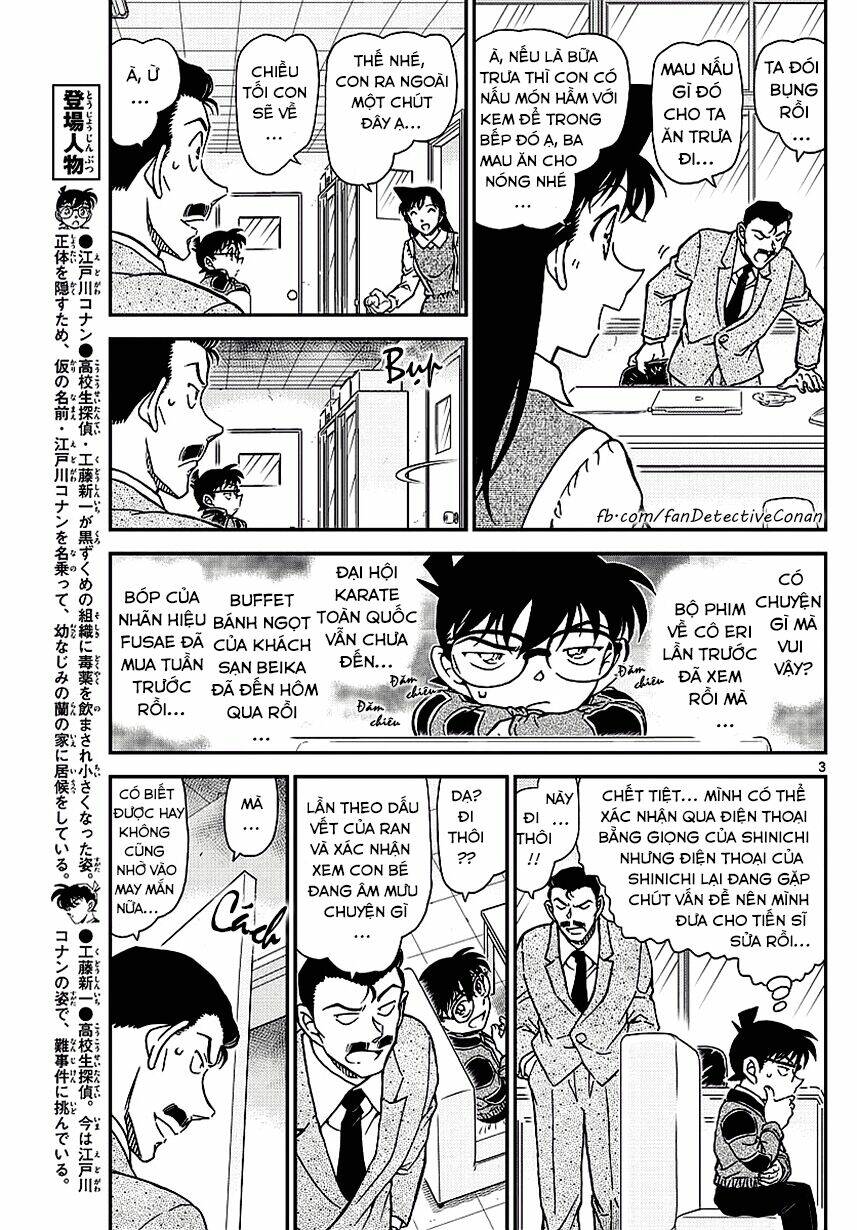 3
TA ĐÓI
BỤNG
RỒI ...
MAU NẤU
GÌ ĐÓ
CHO TA
ĂN TRƯA
ĐI...
À, NẾU LÀ BỮA
TRƯA THÌ CON CÓ
NẤU MÓN HẦM VỚI
KEM ĐỂ TRONG
BẾP ĐÓ Ạ, BA
MAU ĂN CHO
NÓNG NHÉ
...
THẾ NHÉ,
CON RA NGOÀI
MỘT CHÚT
ĐÂY Ạ...
CHIỀU
TỐI CON
SẼ VỀ
...
À, Ừ
...
Bụp
fb.com/fanDetectiveConan
CÓ
CHUYỆN
GÌ MÀ
VUI
VẬY?
BỘ PHIM
VỀ CÔ ERI
LẦN TRƯỚC
ĐÃ XEM
RỒI MÀ
...
Đăm
chiêu
ĐẠI HỘI
KARATE
TOÀN QUỐC
VẪN CHƯA
ĐẾN...
Đăm
chiêu
BUFFET
BÁNH NGỌT
CỦA KHÁCH
SẠN BEIKA
ĐÃ ĐẾN HÔM
QUA RỒI
...
Đăm
chiêu
BÓP CỦA
NHÃN HIỆU
FUSAE ĐÃ
MUA TUẦN
TRƯỚC
RỒI...
3
CHẾT TIỆT... MÌNH CÓ THỂ
XÁC NHẬN QUA ĐIỆN THOẠI
BẰNG GIỌNG CỦA SHINICHI
NHƯNG ĐIỆN THOẠI CỦA
SHINICHI LẠI ĐANG GẶP
CHÚT VẤN ĐỀ NÊN MÌNH
ĐƯA CHO TIẾN SĨ
SỬA RỒI...
NÀY
...
ĐI
THÔI
!!
DẠ?
ĐI
THÔI
??
LẦN THEO DẤU
VẾT CỦA RAN
VÀ XÁC NHẬN
XEM CON BÉ
ĐANG ÂM MƯU
CHUYỆN GÌ
...
MÀ
...
Cách
CÓ BIẾT
ĐƯỢC HAY
KHÔNG
CŨNG
NHỜ VÀO
MAY MẮN
NỮA...
登場人物
●江戸川コナン●高校生探偵・工藤新一が黒ずくめの組織に毒薬を飲まされ小さくなった姿。
正体を隠すため、仮の名前・江戸川コナンを名乗って、幼なじみの蘭の家に居候をしている。
●工藤新一●高校生探偵。今は江戸川
コナンの姿で、難事件に挑んでいる。